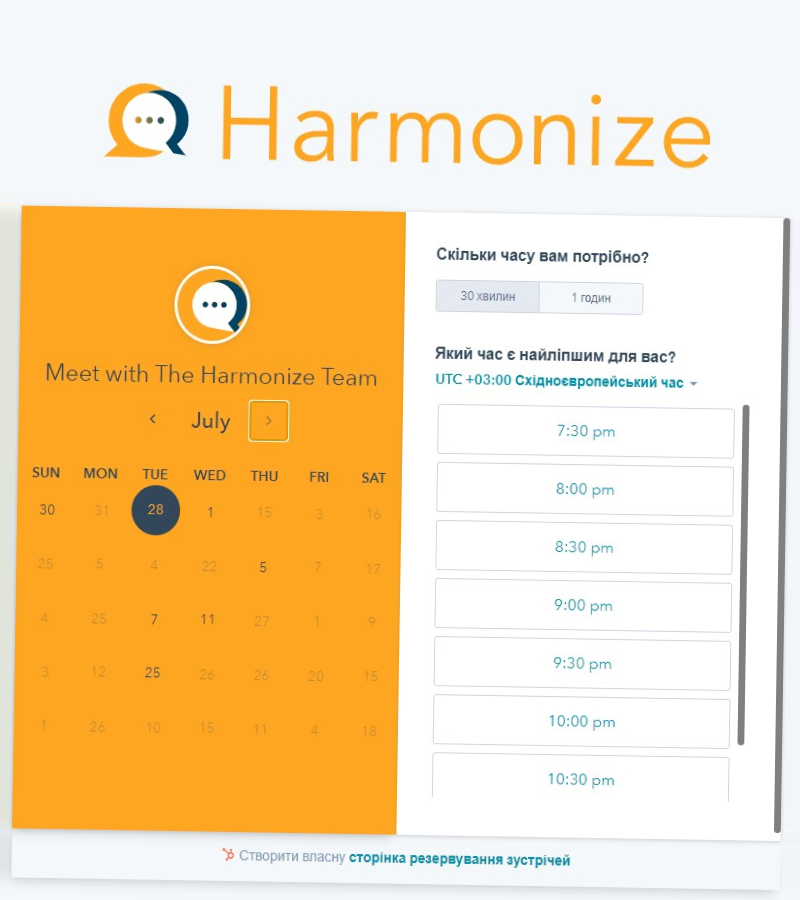 Harmonize
Meet with The Harmonize Team
July
SUN MON TUE WED THU FRI SAT
30 31 28 1 15 3 16
25 5 4 22 5 7 17
4 25 7 11 27 1 9
3 12 25 26 26 20 15
1 26 10 15 11 4 18
Скільки часу вам потрібно?
30 хвилин 1 годин
Який час є найліпшим для вас?
UTC +03:00 Східноєвропейський час
7:30 pm
8:00 pm
8:30 pm
9:00 pm
9:30 pm
10:00 pm
10:30 pm
Створити власну сторінка резервування зустрічей